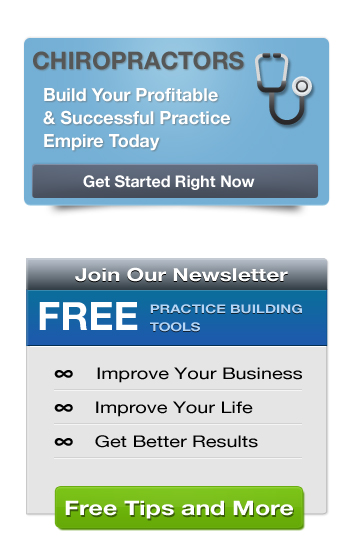 CHIROPRACTORS
Build Your Profitable
& Successful Practice
Empire Today
Get Started Right Now
Join Our Newsletter
FREE PRACTICE BUILDING
TOOLS
Improve Your Business
Improve Your Life
Get Better Results
Free Tips and More